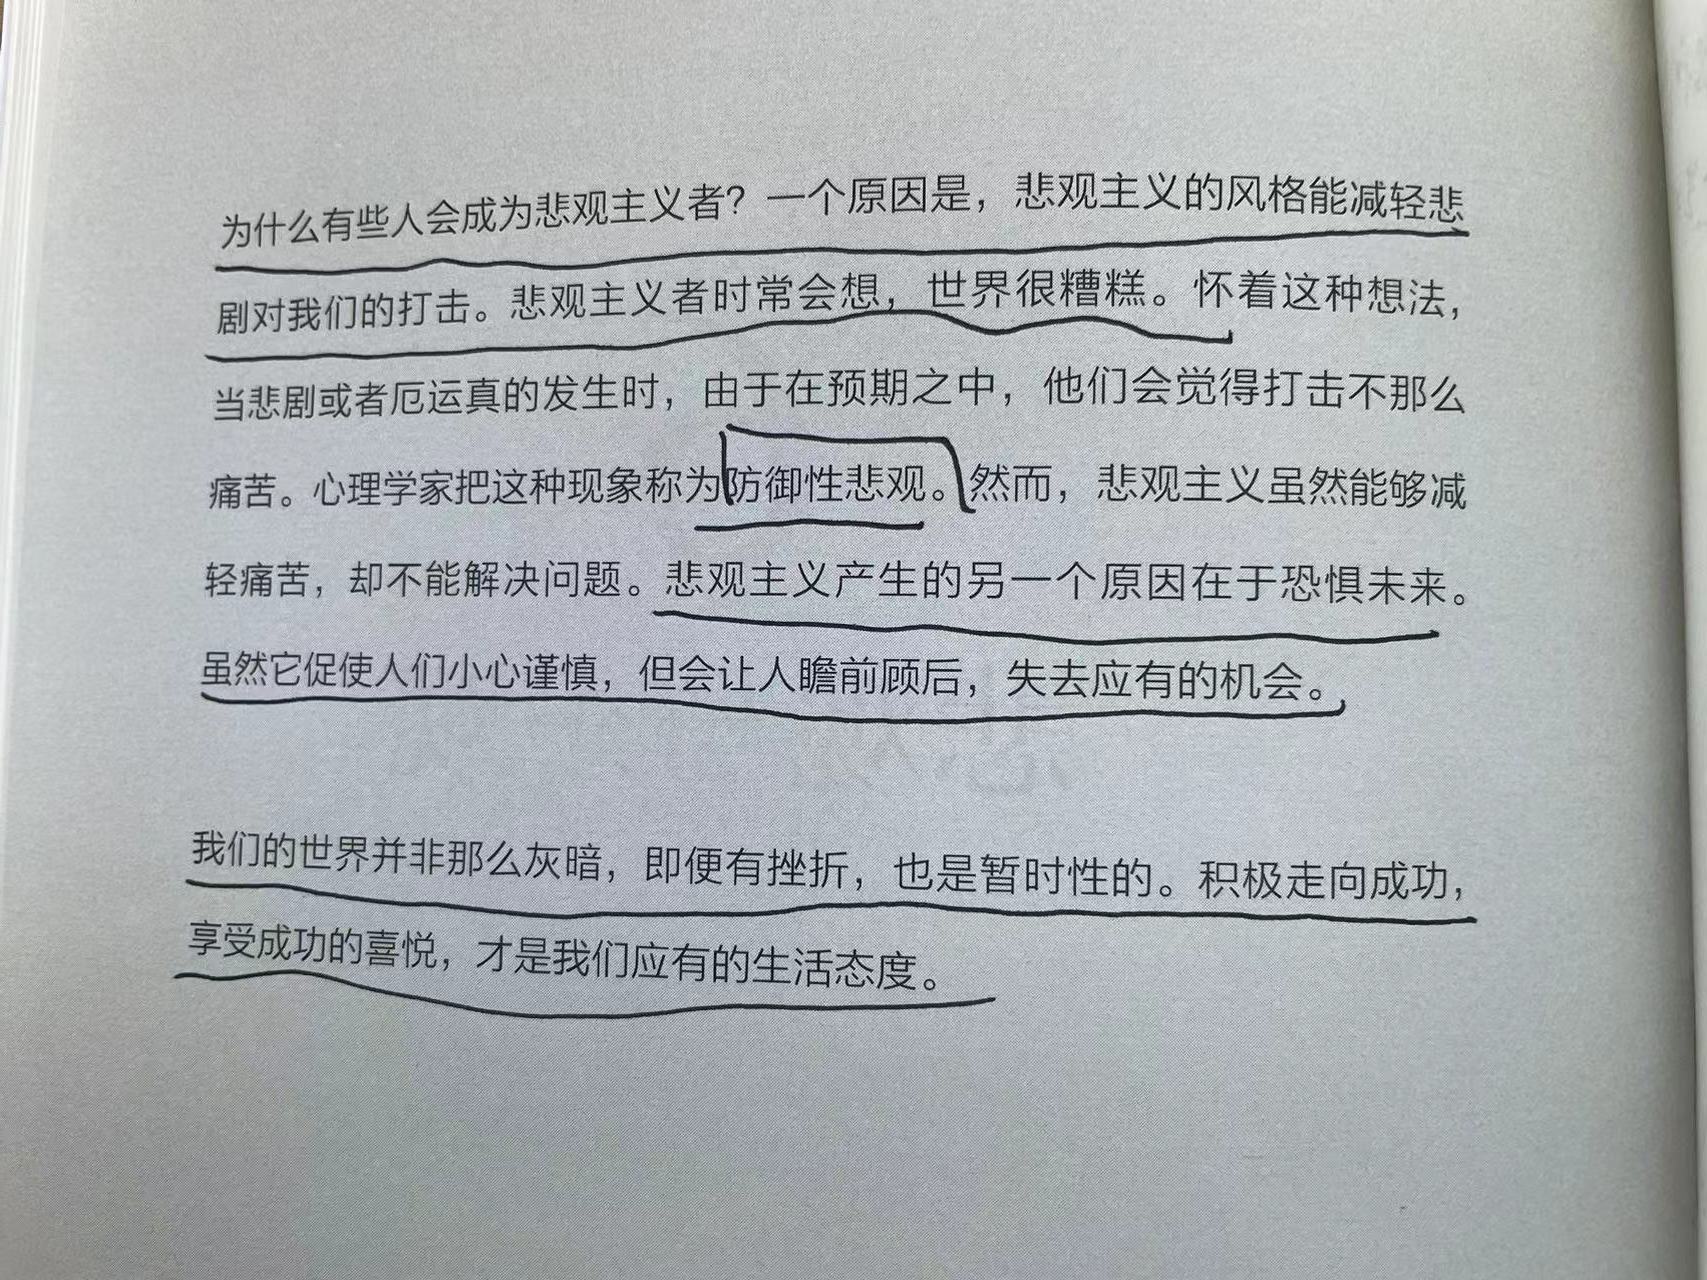 为什么有些人会成为悲观主义者？一个原因是，悲观主义的风格能减轻悲
剧对我们的打击。悲观主义者时常会想，世界很糟糕。怀着这种想法，
当悲剧或者厄运真的发生时，由于在预期之中，他们会觉得打击不那么
痛苦。心理学家把这种现象称为防御性悲观。然而，悲观主义虽然能够减
轻痛苦，却不能解决问题。悲观主义产生的另一个原因在于恐惧未来。
虽然它促使人们小心谨慎，但会让人瞻前顾后，失去应有的机会。
我们的世界并非那么灰暗，即便有挫折，也是暂时性的。积极走向成功，
享受成功的喜悦，才是我们应有的生活态度。